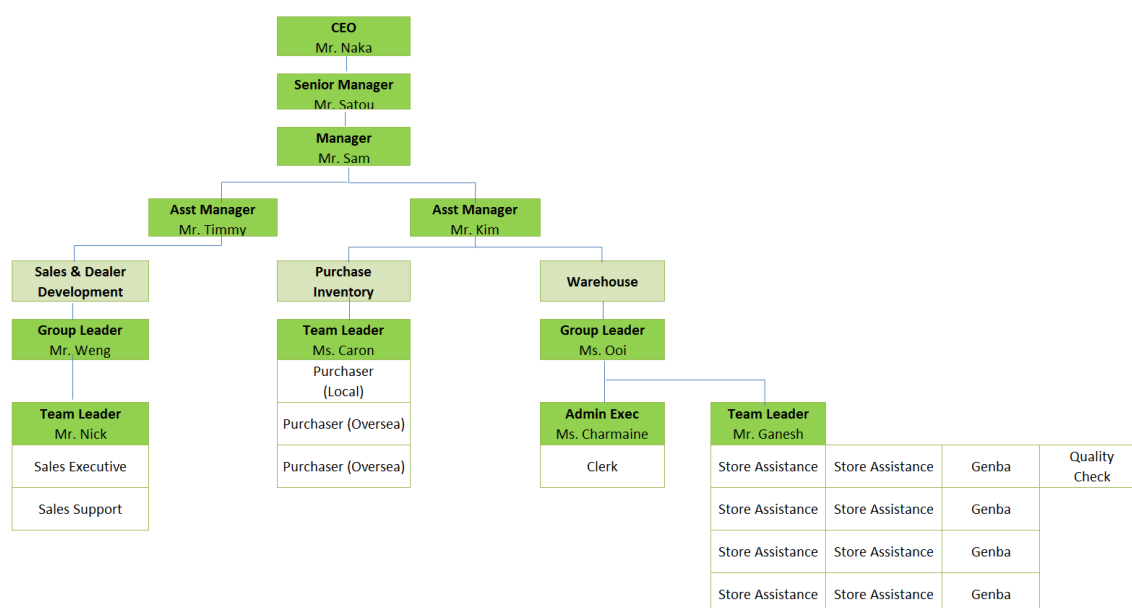 CEO
Mr. Naka
Senior Manager
Mr. Satou
Manager
Mr. Sam
Asst Manager
Mr. Timmy
Asst Manager
Mr. Kim
Sales & Dealer
Development
Purchase
Inventory
Warehouse
Group Leader
Mr. Weng
Team Leader
Ms. Caron
Group Leader
Ms. Ooi
Purchaser
(Local)
Purchaser (Oversea)
Purchaser (Oversea)
Team Leader
Mr. Nick
Sales Executive
Sales Support
Admin Exec
Ms. Charmaine
Clerk
Team Leader
Mr. Ganesh
Store Assistance
Store Assistance
Genba
Quality
Check
Store Assistance
Store Assistance
Genba
Store Assistance
Store Assistance
Genba
Store Assistance
Store Assistance
Genba